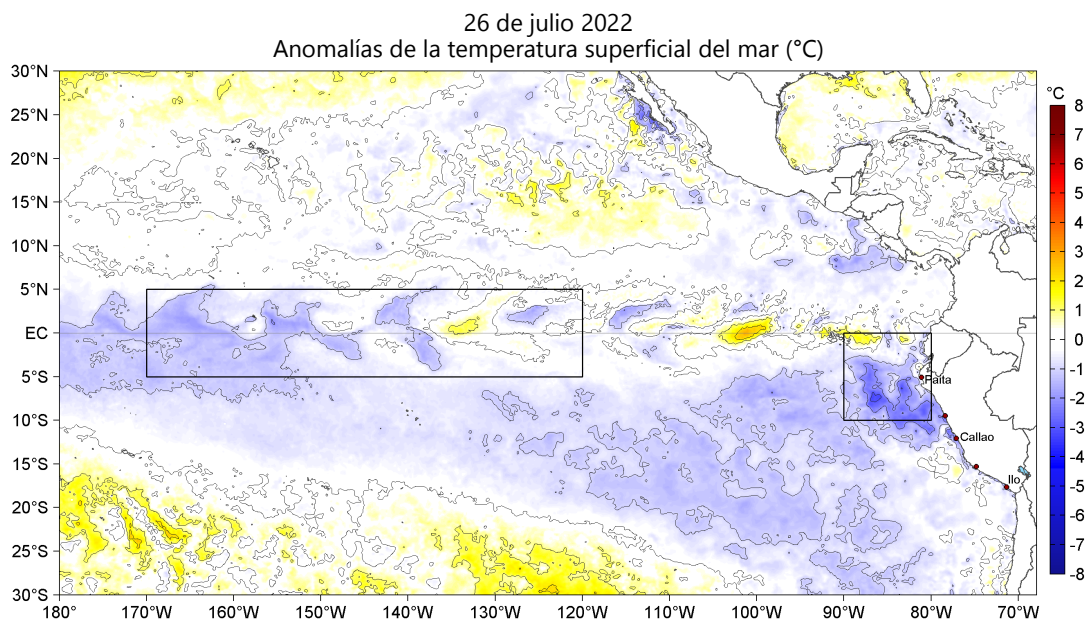 26 de julio 2022
Anomalías de la temperatura superficial del mar (°C)
30°N
25°N
20°N
15°N
10°N
5°N
EC
5°S
10°S
15°S
20°S
25°S
30°S
180
170°W
160°W
150°W
140°W
130°W
120°W
110°W
100°W
90°W
80°W
70°W
Paita
Callao
Ilo
°C
8
7
6
5
4
3
2
1
0
-1
-2
-3
-4
-5
-6
-7
-8